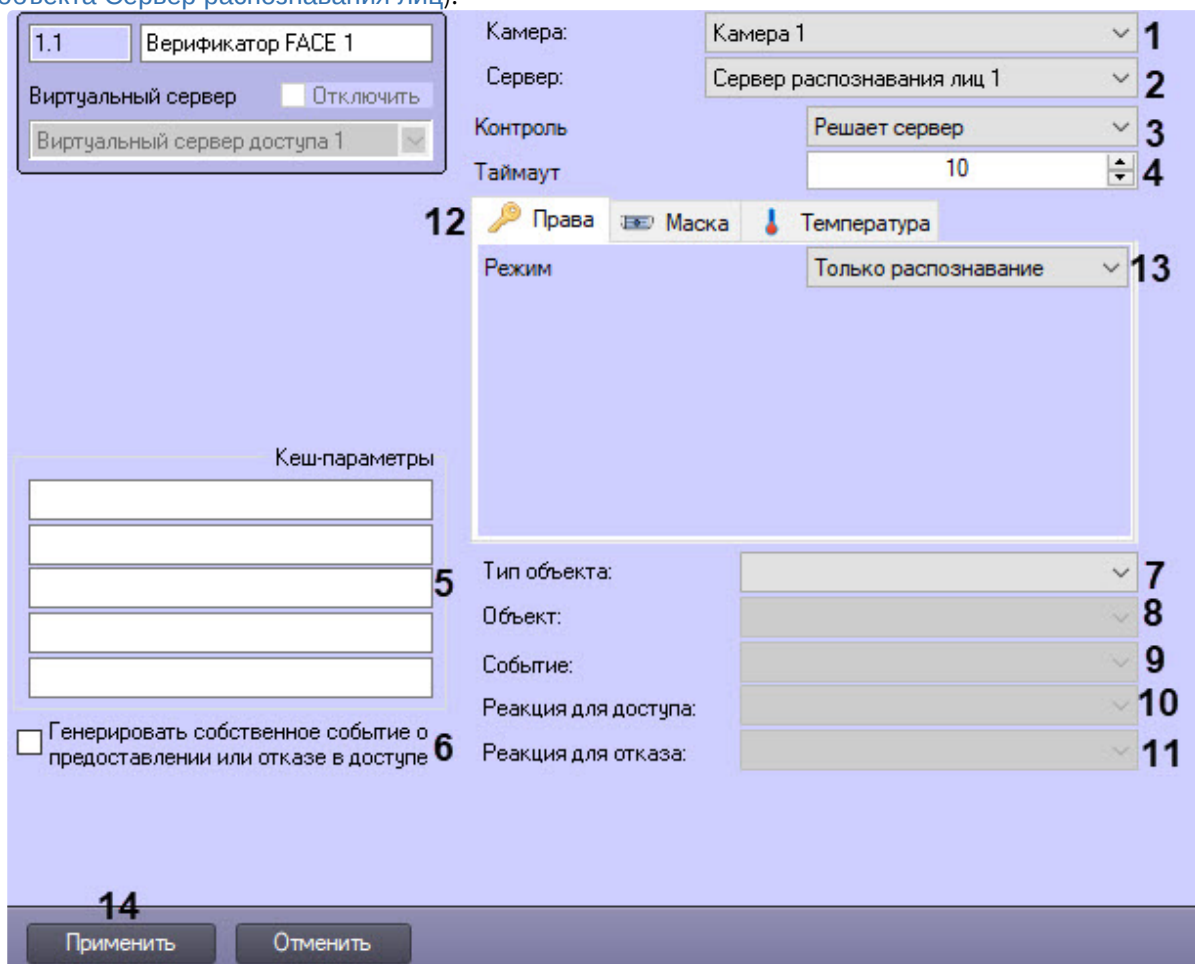 объекта Сервер распознавания лиц).
1.1 Верификатор FACE 1
Виртуальный сервер Отключить
Виртуальный сервер доступа 1
Камера: Камера 1 1
Сервер: Сервер распознавания лиц 1 2
Контроль Решает сервер 3
Таймаут 10 4
12 Права Маска Температура
Режим Только распознавание 13
Кеш-параметры
5
Генерировать собственное событие о
предоставлении или отказе в доступе 6
Тип объекта: 7
Объект: 8
Событие: 9
Реакция для доступа: 10
Реакция для отказа: 11
14
Применить Отменить